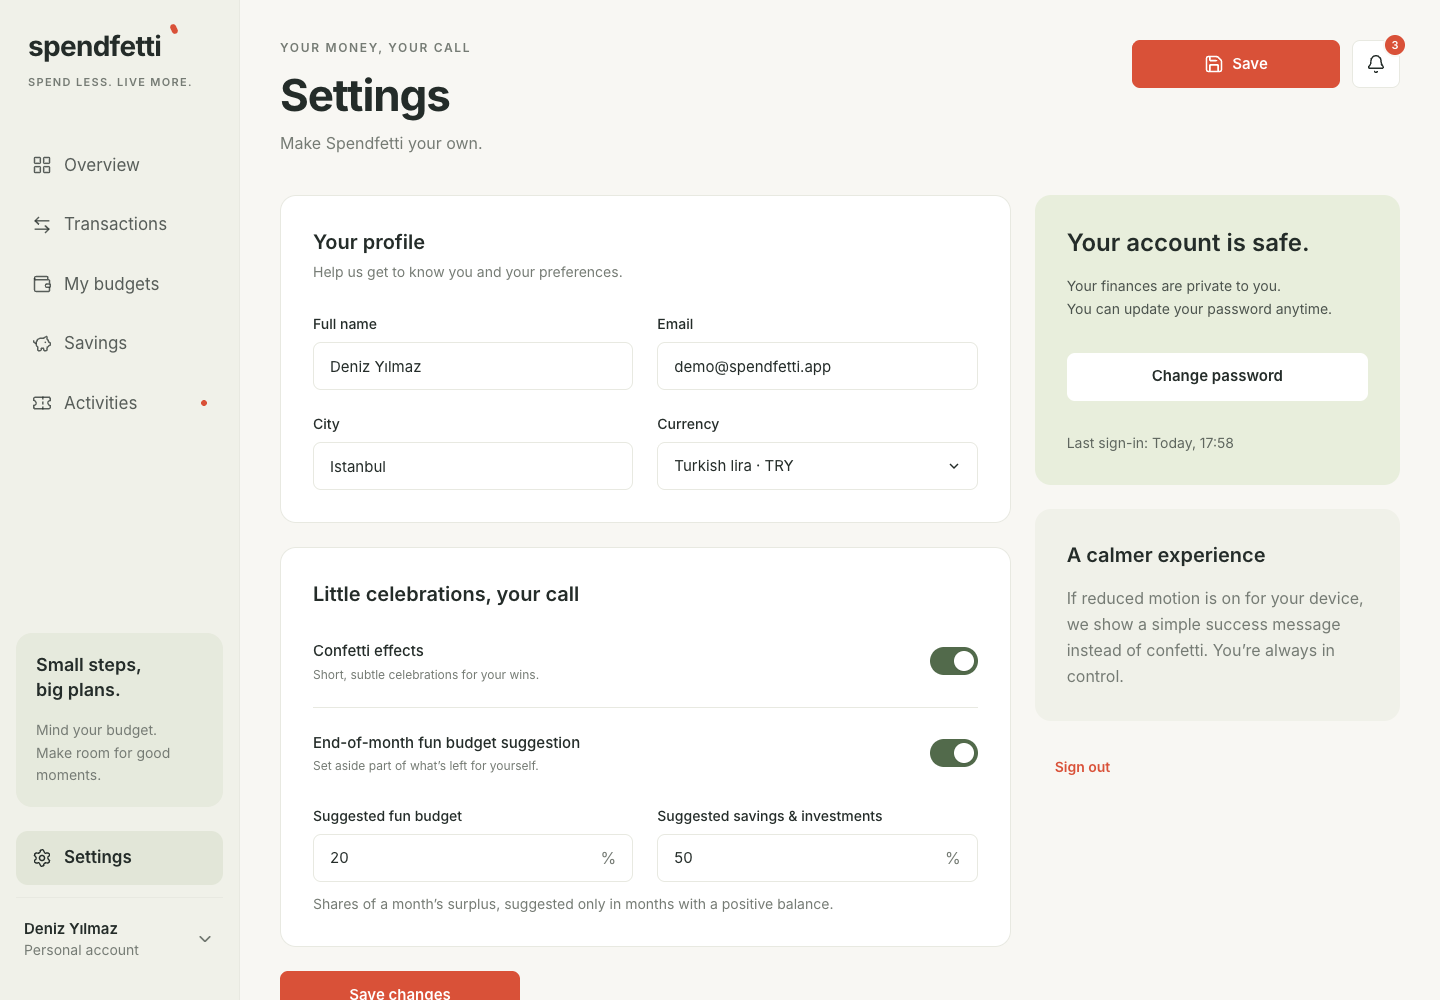 spendfetti
SPEND LESS. LIVE MORE.
Overview
Transactions
My budgets
Savings
Activities
Small steps,
big plans.
Mind your budget.
Make room for good
moments.
Settings
Deniz Yılmaz
Personal account
YOUR MONEY, YOUR CALL
Settings
Make Spendfetti your own.
Save
3
Your profile
Help us get to know you and your preferences.
Full name
Deniz Yılmaz
Email
demo@spendfetti.app
City
Istanbul
Currency
Turkish lira · TRY
Little celebrations, your call
Confetti effects
Short, subtle celebrations for your wins.
End-of-month fun budget suggestion
Set aside part of what’s left for yourself.
Suggested fun budget
20 %
Suggested savings & investments
50 %
Shares of a month’s surplus, suggested only in months with a positive balance.
Save changes
Your account is safe.
Your finances are private to you.
You can update your password anytime.
Change password
Last sign-in: Today, 17:58
A calmer experience
If reduced motion is on for your device,
we show a simple success message
instead of confetti. You’re always in
control.
Sign out